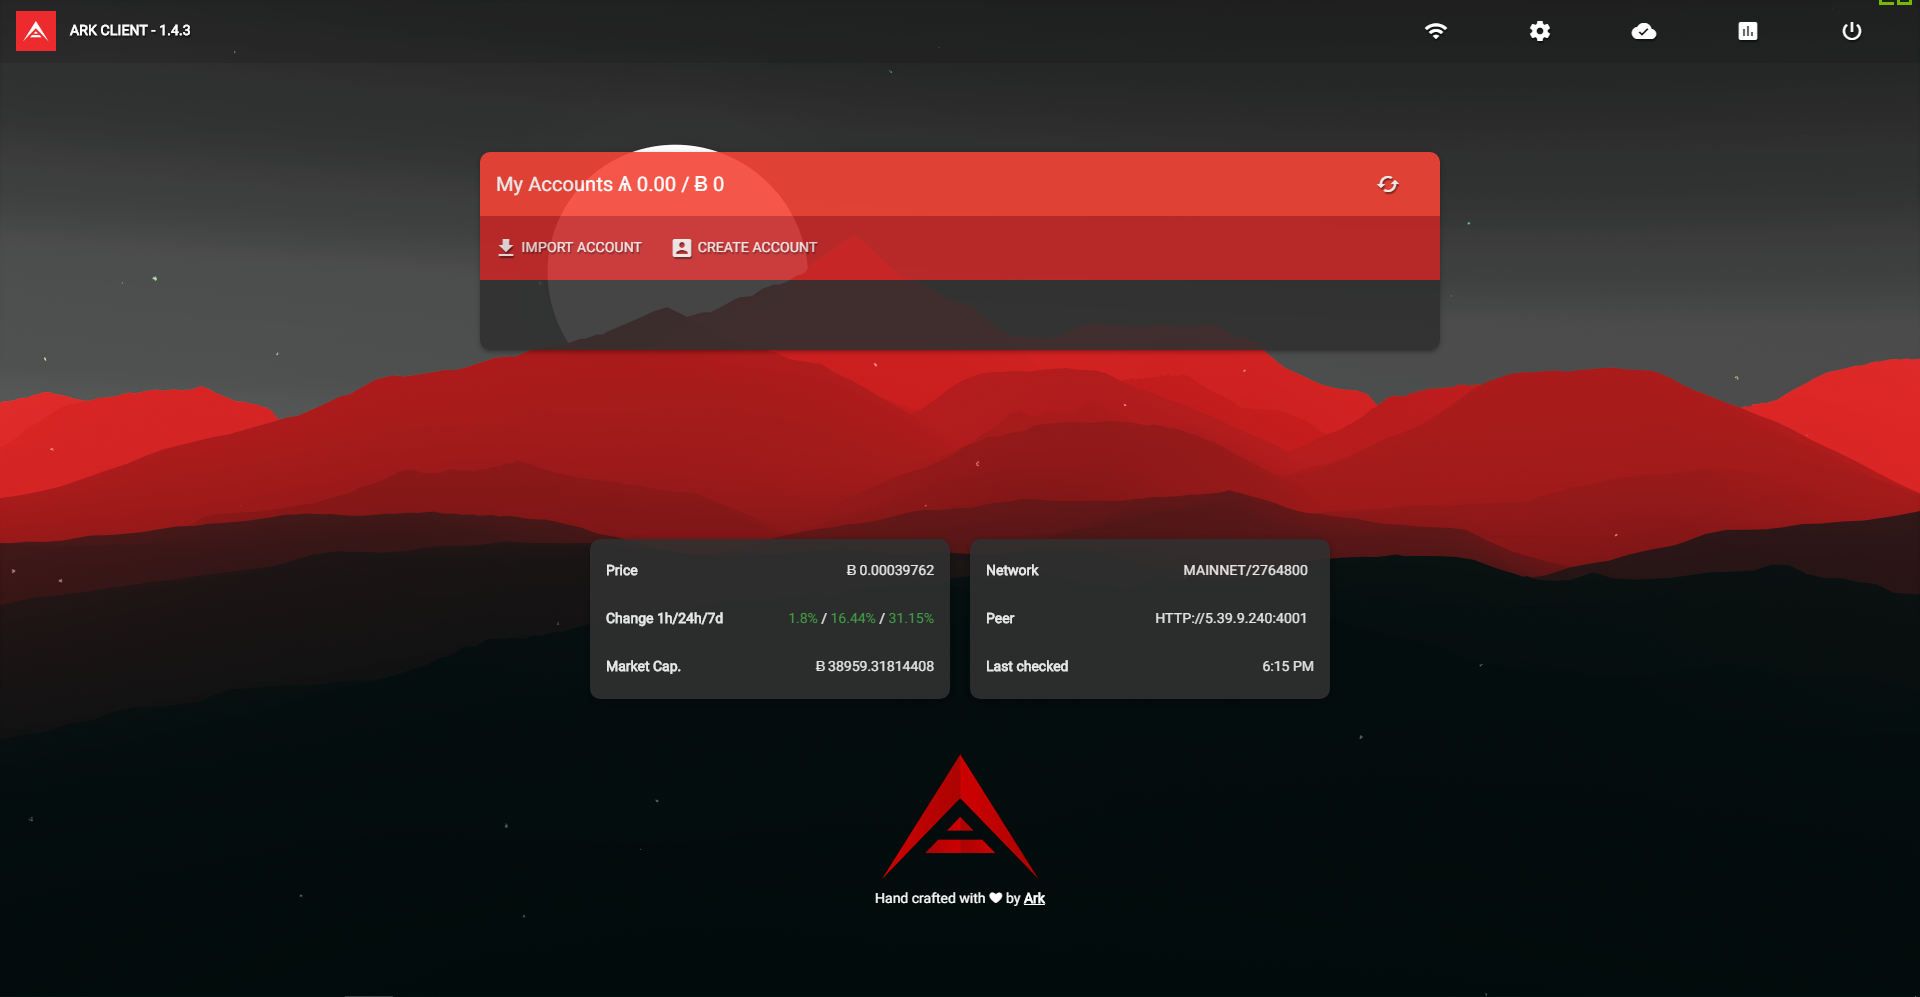 ARK CLIENT - 1.4.3
My Accounts Ѧ 0.00 / Ƀ 0
IMPORT ACCOUNT CREATE ACCOUNT
Price Ƀ 0.00039762
Change 1h/24h/7d 1.8% / 16.44% / 31.15%
Market Cap. Ƀ 38959.31814408
Network MAINNET/2764800
Peer HTTP://5.39.9.240:4001
Last checked 6:15 PM
Hand crafted with ♥ by Ark